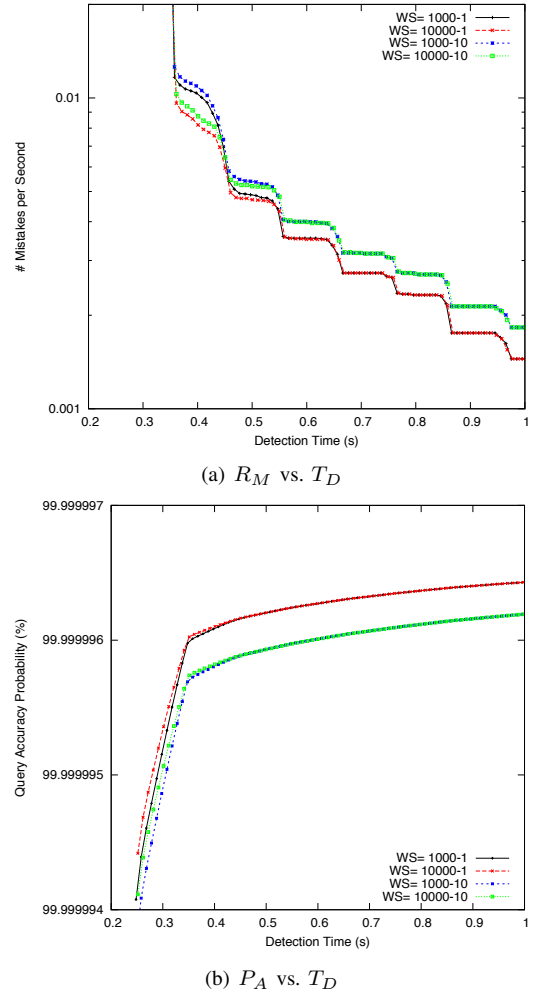 WS= 1000-1
WS= 10000-1
WS= 1000-10
WS= 10000-10
0.01
# Mistakes per Second
0.001
0.2 0.3 0.4 0.5 0.6 0.7 0.8 0.9 1
Detection Time (s)
(a) R_M vs. T_D
99.999997
99.999996
Query Accuracy Probability (%)
99.999995
WS= 1000-1
WS= 10000-1
WS= 1000-10
WS= 10000-10
99.999994
0.2 0.3 0.4 0.5 0.6 0.7 0.8 0.9 1
Detection Time (s)
(b) P_A vs. T_D